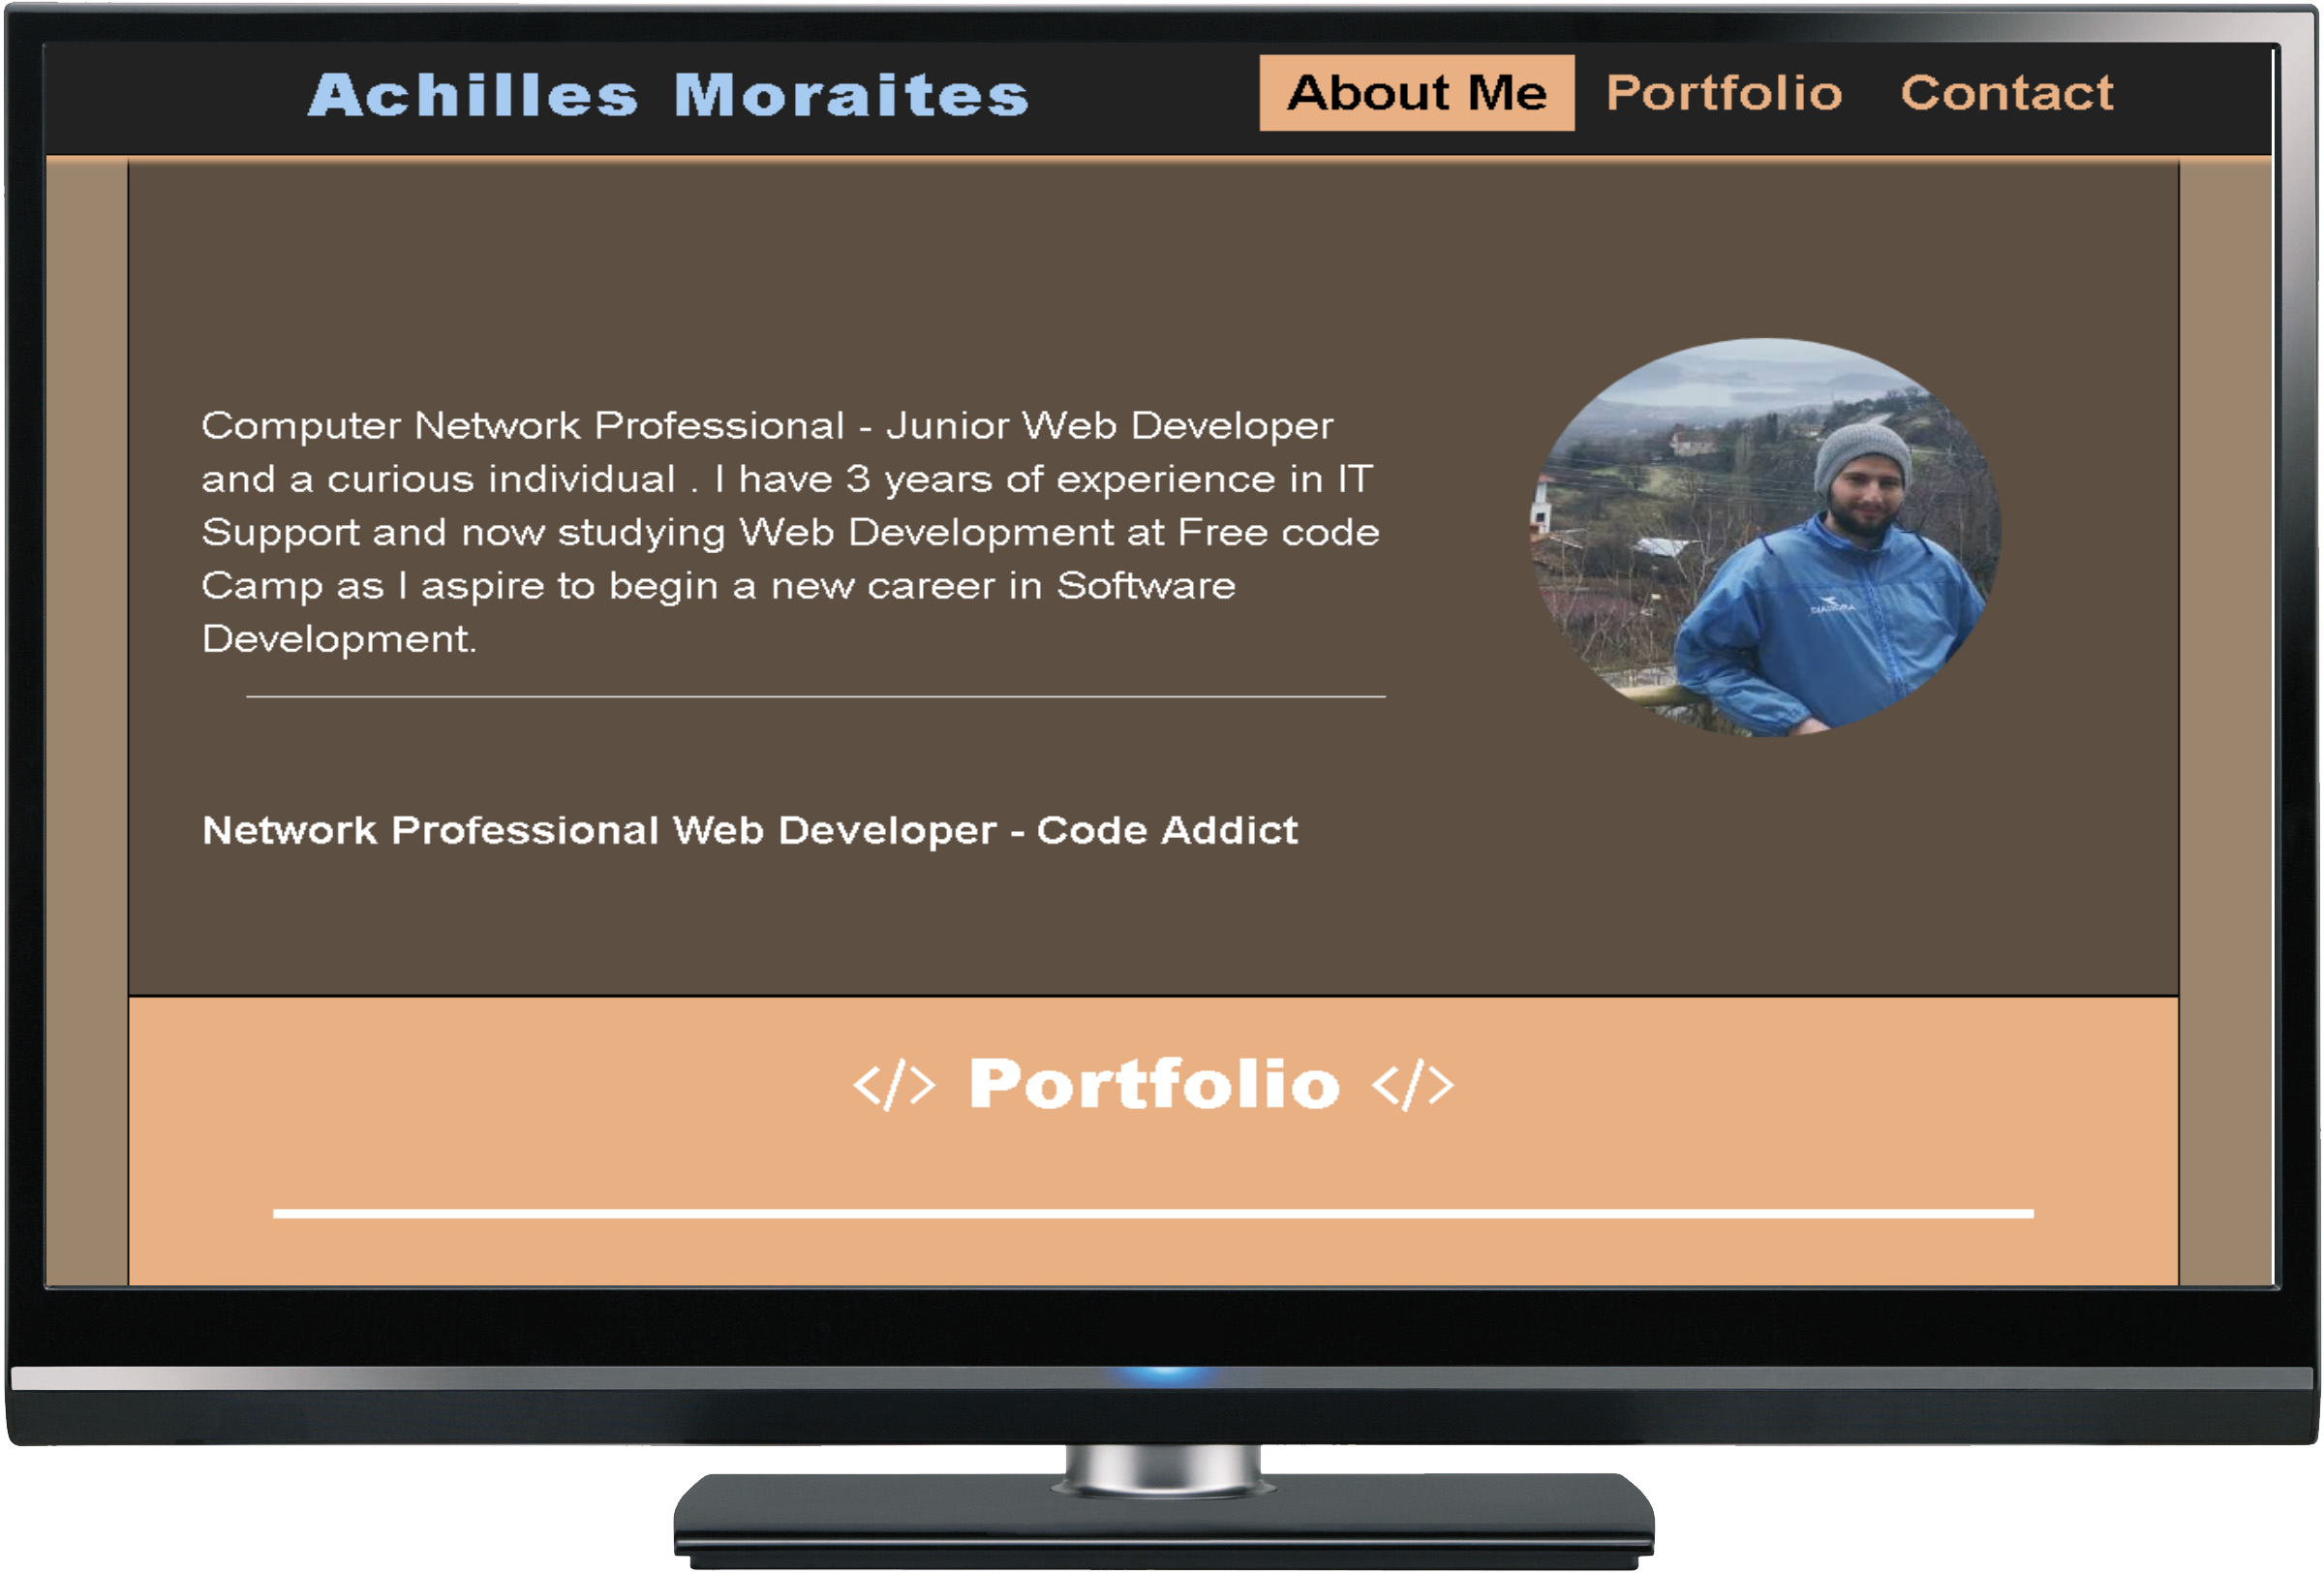 Achilles Moraites
About Me Portfolio Contact
Computer Network Professional - Junior Web Developer
and a curious individual . I have 3 years of experience in IT
Support and now studying Web Development at Free code
Camp as I aspire to begin a new career in Software
Development.
DIADORA
Network Professional Web Developer - Code Addict
</> Portfolio </>